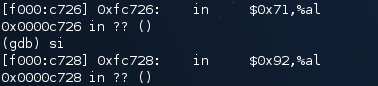 [f000:c726] 0xfc726:    in     $0x71,%al
0x0000c726 in ?? ()
(gdb) si
[f000:c728] 0xfc728:    in     $0x92,%al
0x0000c728 in ?? ()